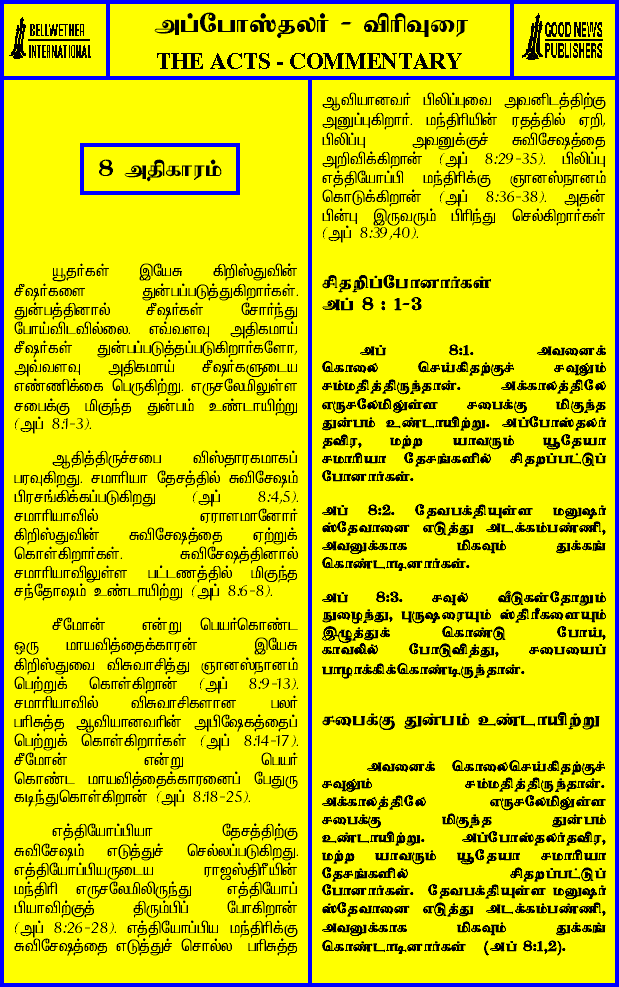 BELLWETHER
INTERNATIONAL
அப்போஸ்தலர் - விரிவுரை
THE ACTS - COMMENTARY
GOOD NEWS
PUBLISHERS
8 அதிகாரம்
யூதர்கள் இயேசு கிறிஸ்துவின்
சீஷர்களை துன்பப்படுத்துகிறார்கள்.
துன்பத்தினால் சீஷர்கள் சோர்ந்து
போய்விடவில்லை. எவ்வளவு அதிகமாய்
சீஷர்கள் துன்பப்படுத்தப்படுகிறார்களோ,
அவ்வளவு அதிகமாய் சீஷர்களுடைய
எண்ணிக்கை பெருகிற்று. எருசலேமிலுள்ள
சபைக்கு மிகுந்த துன்பம் உண்டாயிற்று
(அப் 8:1-3).
ஆதித்திருச்சபை விஸ்தாரகமாகப்
பரவுகிறது. சமாரியா தேசத்தில் சுவிசேஷம்
பிரசங்கிக்கப்படுகிறது (அப் 8:4,5).
சமாரியாவில் ஏராளமானோர்
கிறிஸ்துவின் சுவிசேஷத்தை ஏற்றுக்
கொள்கிறார்கள். சுவிசேஷத்தினால்
சமாரியாவிலுள்ள பட்டணத்தில் மிகுந்த
சந்தோஷம் உண்டாயிற்று (அப் 8:6-8).
சீமோன் என்று பெயர்கொண்ட
ஒரு மாயவித்தைக்காரன் இயேசு
கிறிஸ்துவை விசுவாசித்து ஞானஸ்நானம்
பெற்றுக் கொள்கிறான் (அப் 8:9-13).
சமாரியாவில் விசுவாசிகளான பலர்
பரிசுத்த ஆவியானவரின் அபிஷேகத்தைப்
பெற்றுக் கொள்கிறார்கள் (அப் 8:14-17).
சீமோன் என்று பெயர்
கொண்ட மாயவித்தைக்காரனைப் பேதுரு
கடிந்துகொள்கிறான் (அப் 8:18-25).
எத்தியோப்பியா தேசத்திற்கு
சுவிசேஷம் எடுத்துச் செல்லப்படுகிறது.
எத்தியோப்பியருடைய ராஜஸ்திரீயின்
மந்திரி எருசலேமிலிருந்து எத்தியோப்
பியாவிற்குத் திரும்பிப் போகிறான்
(அப் 8:26-28). எத்தியோப்பிய மந்திரிக்கு
சுவிசேஷத்தை எடுத்துச் சொல்ல பரிசுத்த
ஆவியானவர் பிலிப்புவை அவனிடத்திற்கு
அனுப்புகிறார். மந்திரியின் ரதத்தில் ஏறி,
பிலிப்பு அவனுக்குச் சுவிசேஷத்தை
அறிவிக்கிறான் (அப் 8:29-35). பிலிப்பு
எத்தியோப்பி மந்திரிக்கு ஞானஸ்நானம்
கொடுக்கிறான் (அப் 8:36-38). அதன்
பின்பு இருவரும் பிரிந்து செல்கிறார்கள்
(அப் 8:39,40).
சிதறிப்போனார்கள்
அப் 8 : 1-3
அப் 8:1. அவனைக்
கொலை செய்கிதற்குச் சவுலும்
சம்மதித்திருந்தான். அக்காலத்திலே
எருசலேமிலுள்ள சபைக்கு மிகுந்த
துன்பம் உண்டாயிற்று. அப்போஸ்தலர்
தவிர, மற்ற யாவரும் யூதேயா
சமாரியா தேசங்களில் சிதறப்பட்டுப்
போனார்கள்.
அப் 8:2. தேவபக்தியுள்ள மனுஷர்
ஸ்தேவானை எடுத்து அடக்கம்பண்ணி,
அவனுக்காக மிகவும் துக்கங்
கொண்டாடினார்கள்.
அப் 8:3. சவுல் வீடுகள்தோறும்
நுழைந்து, புருஷரையும் ஸ்திரீகளையும்
இழுத்துக் கொண்டு போய்,
காவலில் போடுவித்து, சபையைப்
பாழாக்கிக்கொண்டிருந்தான்.
சபைக்கு துன்பம் உண்டாயிற்று
அவனைக் கொலைசெய்கிதற்குச்
சவுலும் சம்மதித்திருந்தான்.
அக்காலத்திலே எருசலேமிலுள்ள
சபைக்கு மிகுந்த துன்பம்
உண்டாயிற்று. அப்போஸ்தலர்தவிர,
மற்ற யாவரும் யூதேயா சமாரியா
தேசங்களில் சிதறப்பட்டுப்
போனார்கள். தேவபக்தியுள்ள மனுஷர்
ஸ்தேவானை எடுத்து அடக்கம்பண்ணி,
அவனுக்காக மிகவும் துக்கங்
கொண்டாடினார்கள் (அப் 8:1,2).